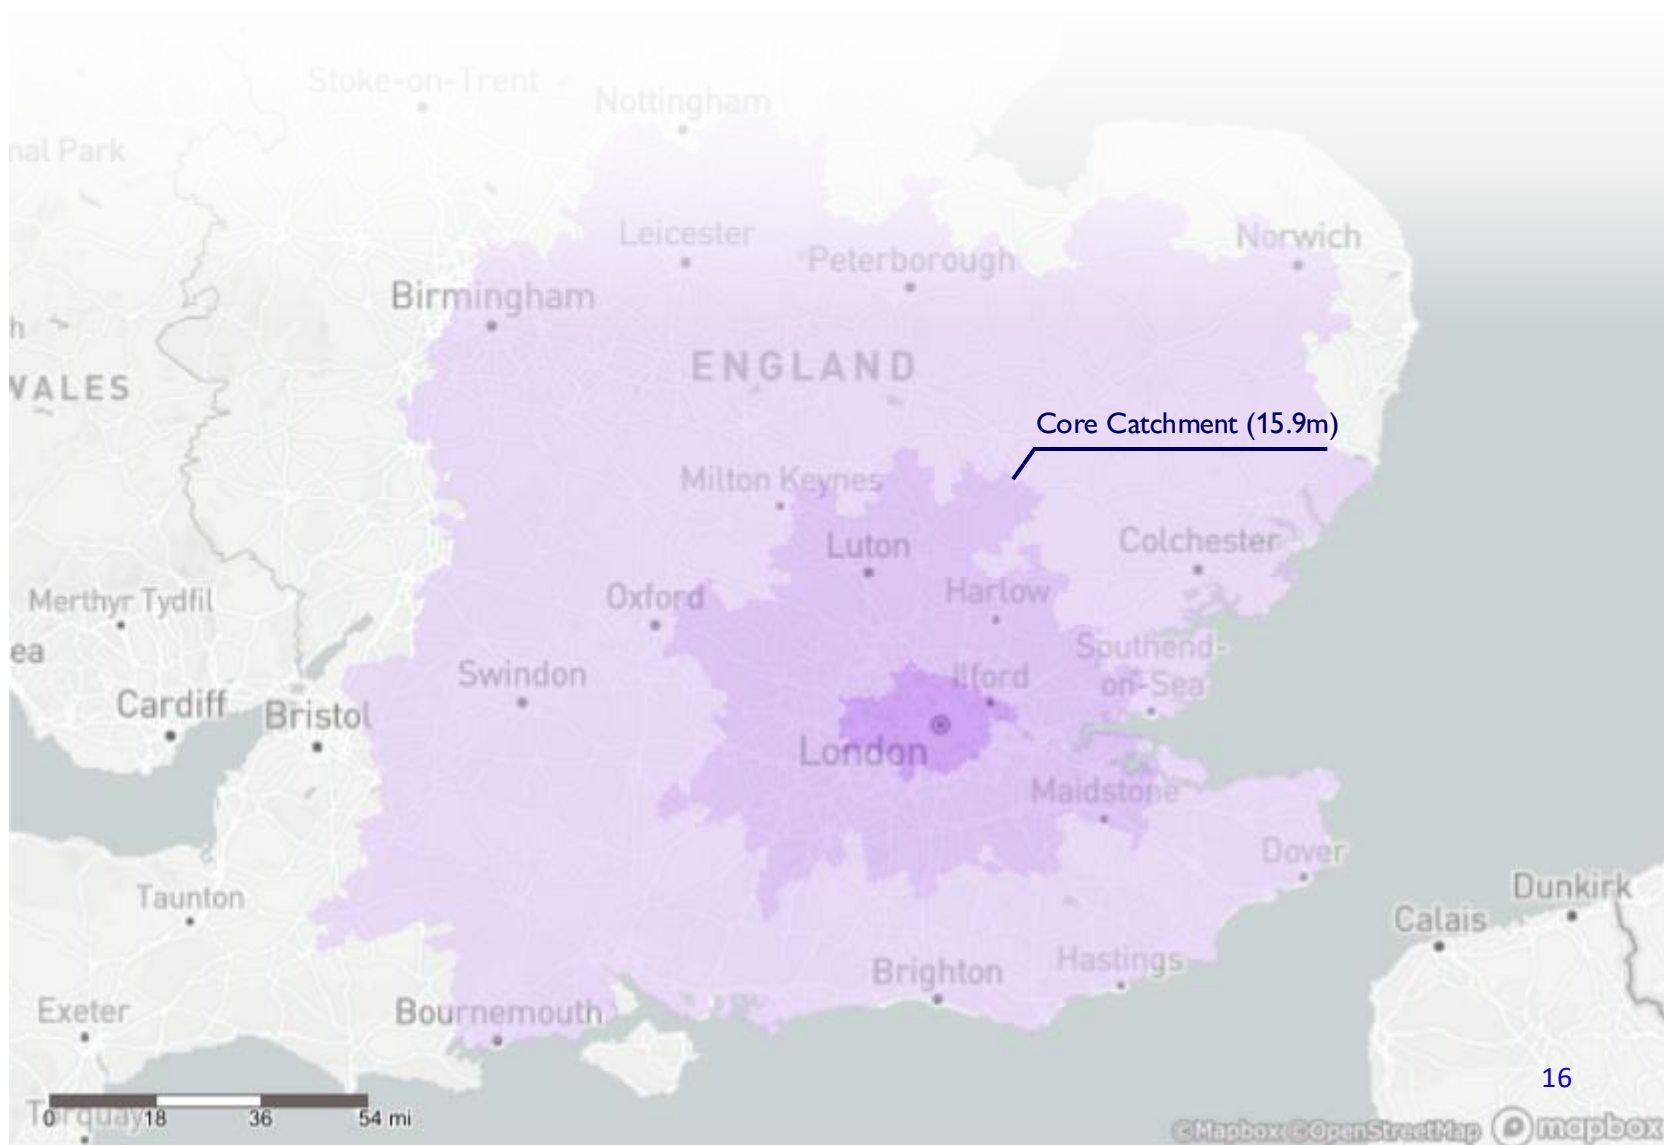 Stoke-on-Trent
Nottingham
nal Park
Leicester
Norwich
Peterborough
Birmingham
h
ENGLAND
WALES
Core Catchment (15.9m)
Milton Keynes
Luton
Colchester
Oxford
Harlow
Merthyr Tydfil
ea
Southend-
on-Sea
Swindon
Ilford
Cardiff
Bristol
London
Maidstone
Dover
Taunton
Dunkirk
Calais
Brighton
Hastings
Exeter
Bournemouth
16
Torquay
0 18 36 54 mi
©Mapbox ©OpenStreetMap mapbox